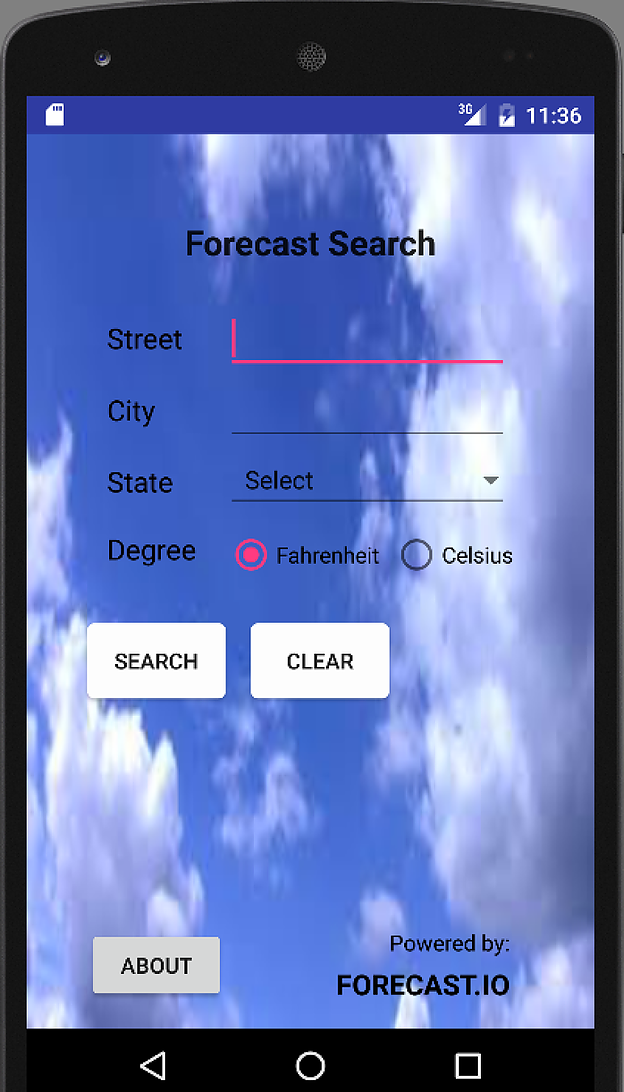 3G 11:36
Forecast Search
Street
City
State Select
Degree Fahrenheit Celsius
SEARCH CLEAR
ABOUT
Powered by:
FORECAST.IO